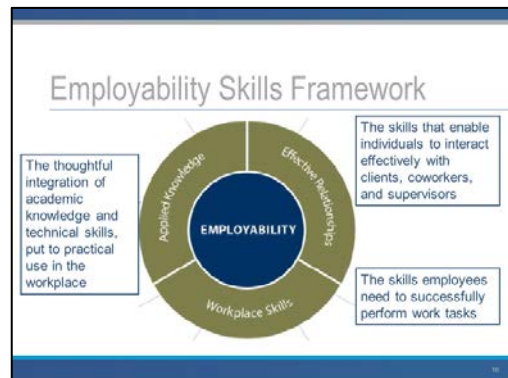 Employability Skills Framework
The thoughtful
integration of
academic
knowledge and
technical skills,
put to practical
use in the
workplace
Applied Knowledge
Effective Relationships
EMPLOYABILITY
Workplace Skills
The skills that enable
individuals to interact
effectively with
clients, coworkers,
and supervisors
The skills employees
need to successfully
perform work tasks